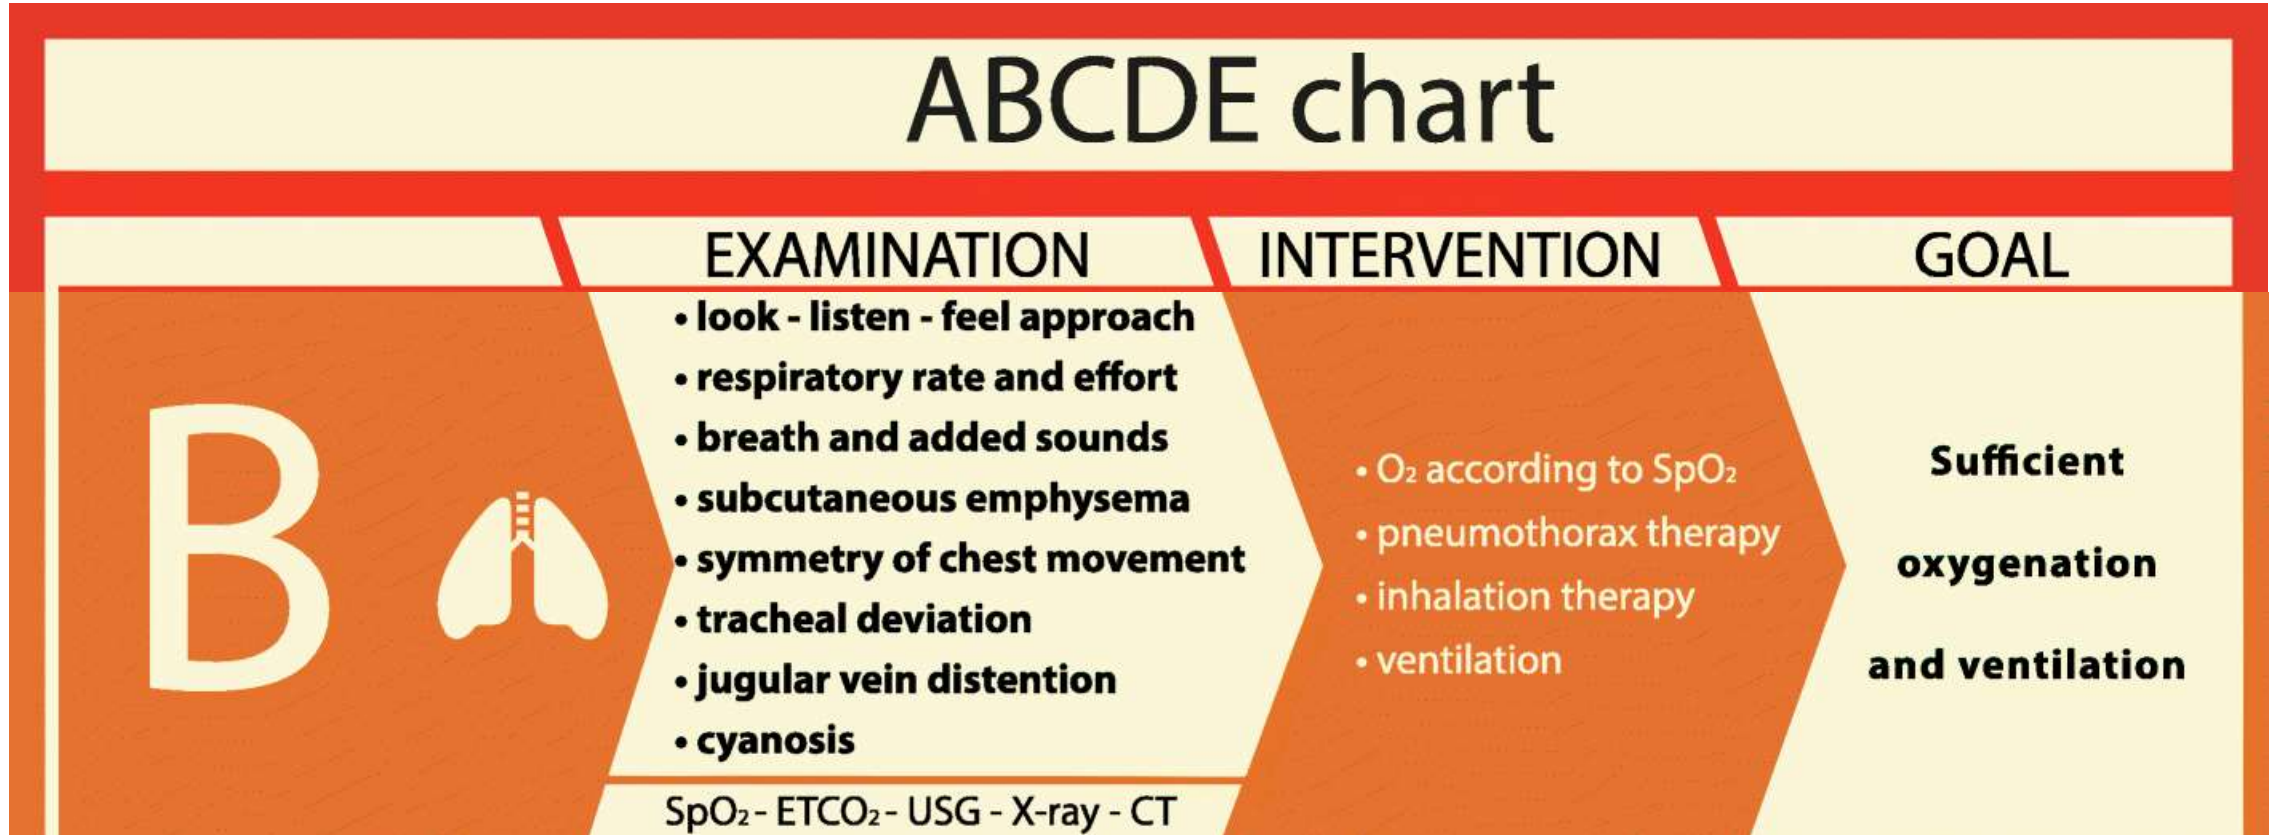 ABCDE chart
EXAMINATION
INTERVENTION
GOAL
B
• look - listen - feel approach
• respiratory rate and effort
• breath and added sounds
• subcutaneous emphysema
• symmetry of chest movement
• tracheal deviation
• jugular vein distention
• cyanosis
SpO₂ - ETCO₂ - USG - X-ray - CT
• O₂ according to SpO₂
• pneumothorax therapy
• inhalation therapy
• ventilation
Sufficient
oxygenation
and ventilation